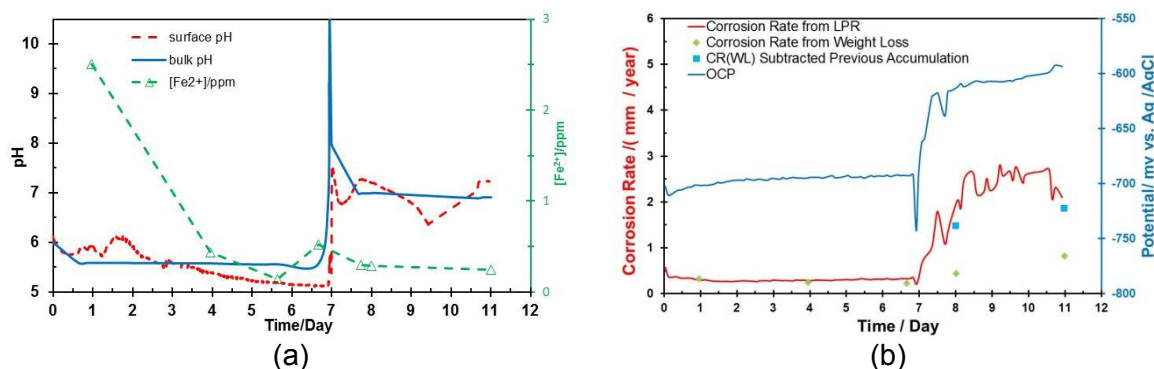 surface pH
bulk pH
[Fe2+]/ppm
pH
10
9
8
7
6
5
3
2
1
0
[Fe²⁺]/ppm
0 1 2 3 4 5 6 7 8 9 10 11 12
Time/Day
(a)
Corrosion Rate from LPR
Corrosion Rate from Weight Loss
CR(WL) Subtracted Previous Accumulation
OCP
Corrosion Rate /( mm / year)
6
5
4
3
2
1
0
-550
-600
-650
-700
-750
-800
Potential/ mv vs. Ag /AgCl
0 1 2 3 4 5 6 7 8 9 10 11 12
Time / Day
(b)